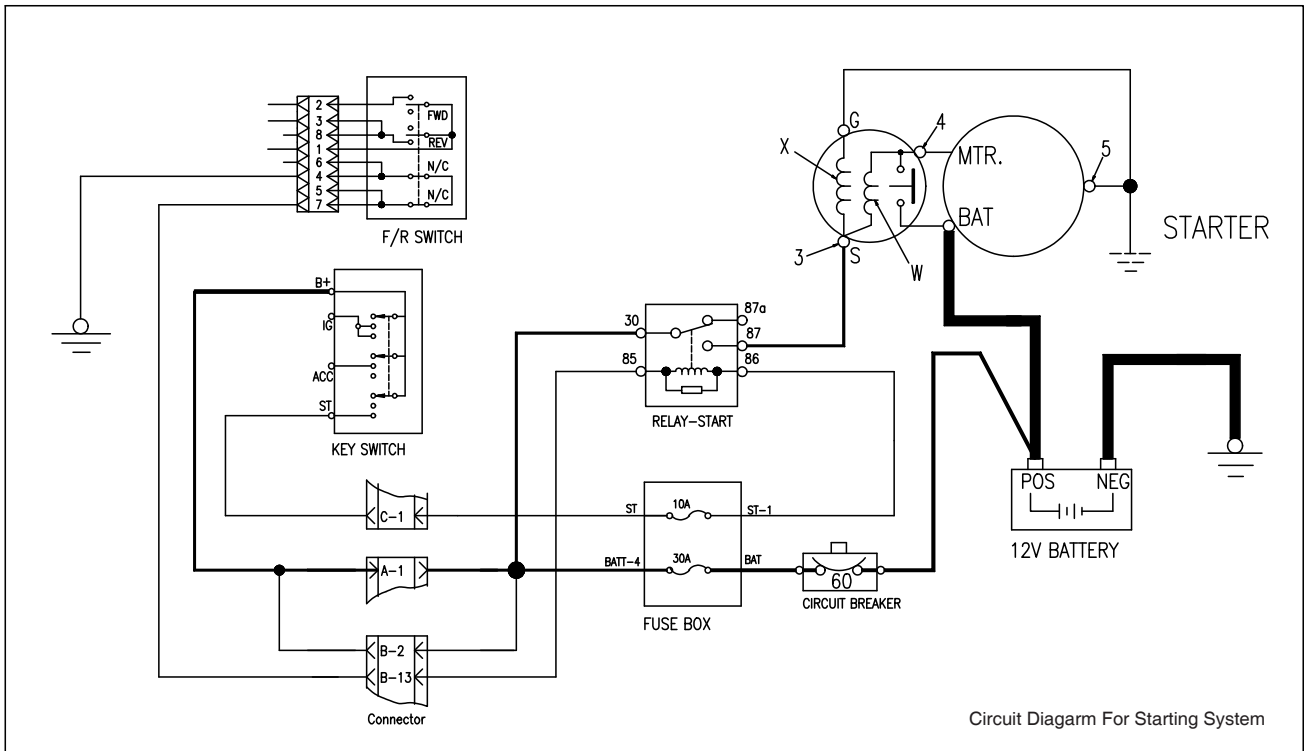 2
3
8
1
6
4
5
7
FWD
REV
N/C
N/C
F/R SWITCH
G
X
4
MTR.
5
BAT
STARTER
3
S
W
B+
IG
ACC
ST
KEY SWITCH
30
87a
87
85
86
RELAY-START
POS
NEG
12V BATTERY
C-1
ST
10A
ST-1
A-1
BATT-4
30A
BAT
60
CIRCUIT BREAKER
FUSE BOX
B-2
B-13
Connector
Circuit Diagarm For Starting System